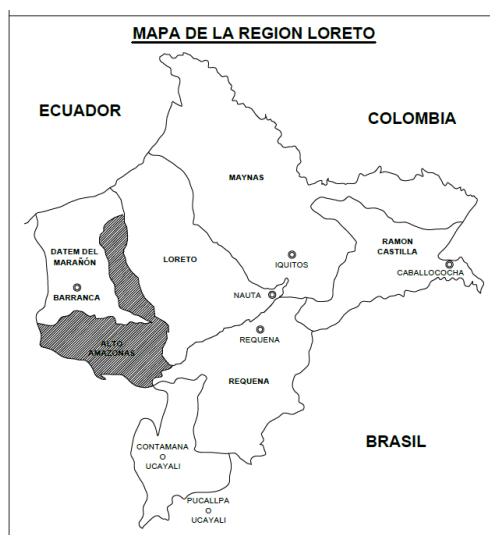 MAPA DE LA REGION LORETO
ECUADOR
COLOMBIA
MAYNAS
DATEM DEL
MARAÑÓN
LORETO
RAMON
CASTILLA
IQUITOS
CABALLOCOCHA
BARRANCA
NAUTA
REQUENA
ALTO
AMAZONAS
REQUENA
BRASIL
CONTAMANA
UCAYALI
PUCALLPA
UCAYALI